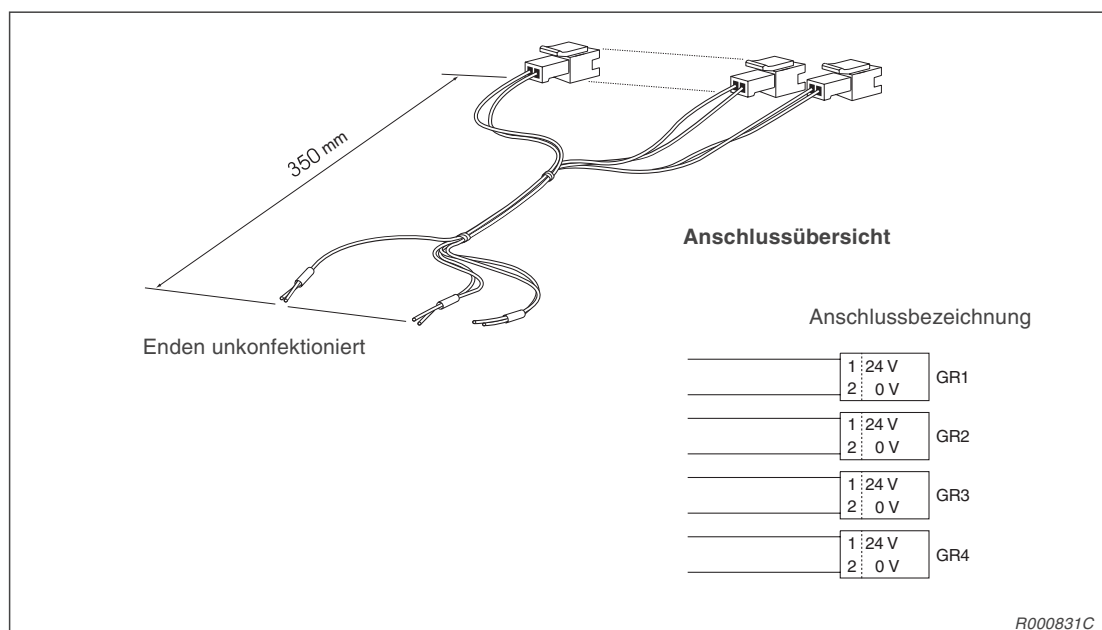 350 mm
Anschlussübersicht
Enden unkonfektioniert
Anschlussbezeichnung
1 24 V
2 0 V
GR1
1 24 V
2 0 V
GR2
1 24 V
2 0 V
GR3
1 24 V
2 0 V
GR4
R000831C